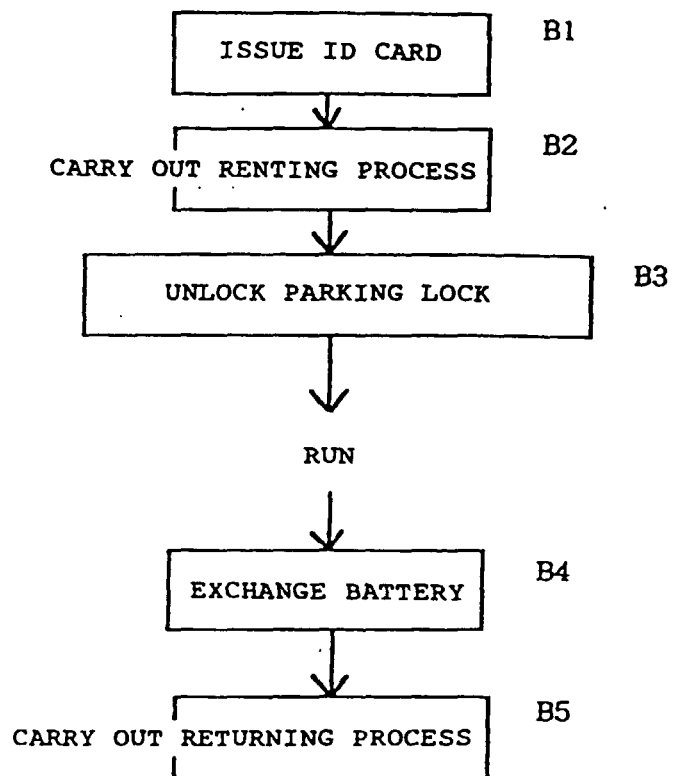 ISSUE ID CARD
B1
CARRY OUT RENTING PROCESS
B2
UNLOCK PARKING LOCK
B3
RUN
EXCHANGE BATTERY
B4
CARRY OUT RETURNING PROCESS
B5